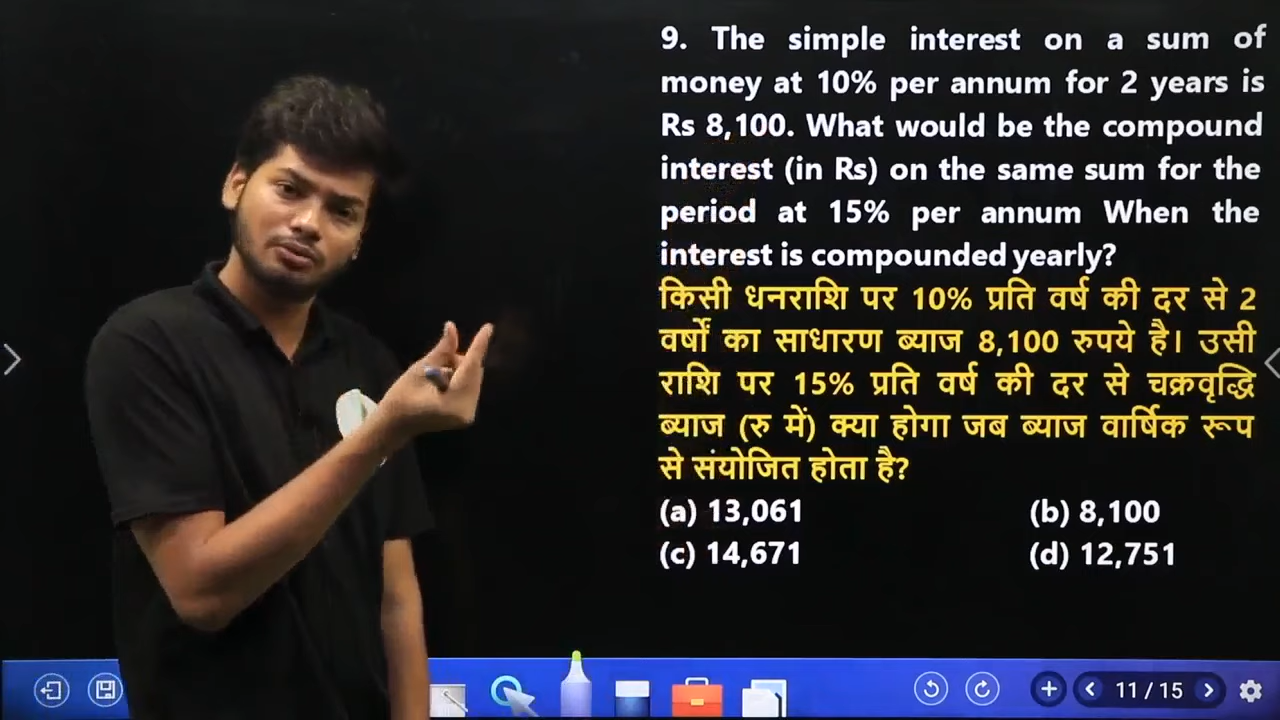 9. The simple interest on a sum of
money at 10% per annum for 2 years is
Rs 8,100. What would be the compound
interest (in Rs) on the same sum for the
period at 15% per annum When the
interest is compounded yearly?
किसी धनराशि पर 10% प्रति वर्ष की दर से 2
वर्षों का साधारण ब्याज 8,100 रुपये है। उसी
राशि पर 15% प्रति वर्ष की दर से चक्रवृद्धि
ब्याज (रु में) क्या होगा जब ब्याज वार्षिक रूप
से संयोजित होता है?
(a) 13,061 (b) 8,100
(c) 14,671 (d) 12,751
11 / 15